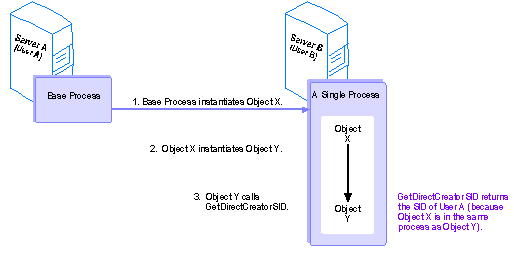 Server A
(User A)
Server B
(User B)
Base Process
A Single Process
1. Base Process instantiates Object X.
Object
X
2. Object X instantiates Object Y.
3. Object Y calls
GetDirectCreatorSID.
Object
Y
GetDirectCreatorSID returns
the SID of User A (because
Object X is in the same
process as Object Y).